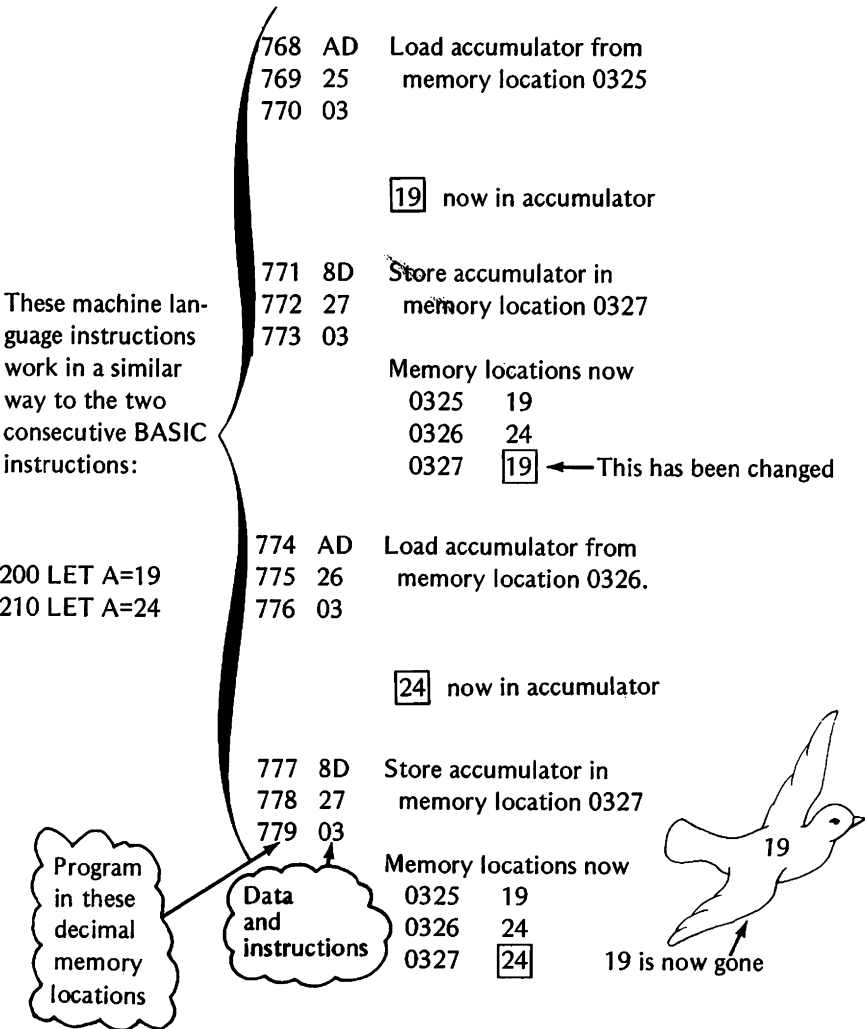 768 AD Load accumulator from
769 25 memory location 0325
770 03
19 now in accumulator
771 8D Store accumulator in
772 27 memory location 0327
773 03
These machine lan-
guage instructions
work in a similar
way to the two
consecutive BASIC
instructions:
200 LET A=19
210 LET A=24
Memory locations now
0325 19
0326 24
0327 19 This has been changed
774 AD Load accumulator from
775 26 memory location 0326.
776 03
24 now in accumulator
777 8D Store accumulator in
778 27 memory location 0327
779 03
Program
in these
decimal
memory
locations
Data
and
instructions
Memory locations now
0325 19
0326 24
0327 24
19
19 is now gone